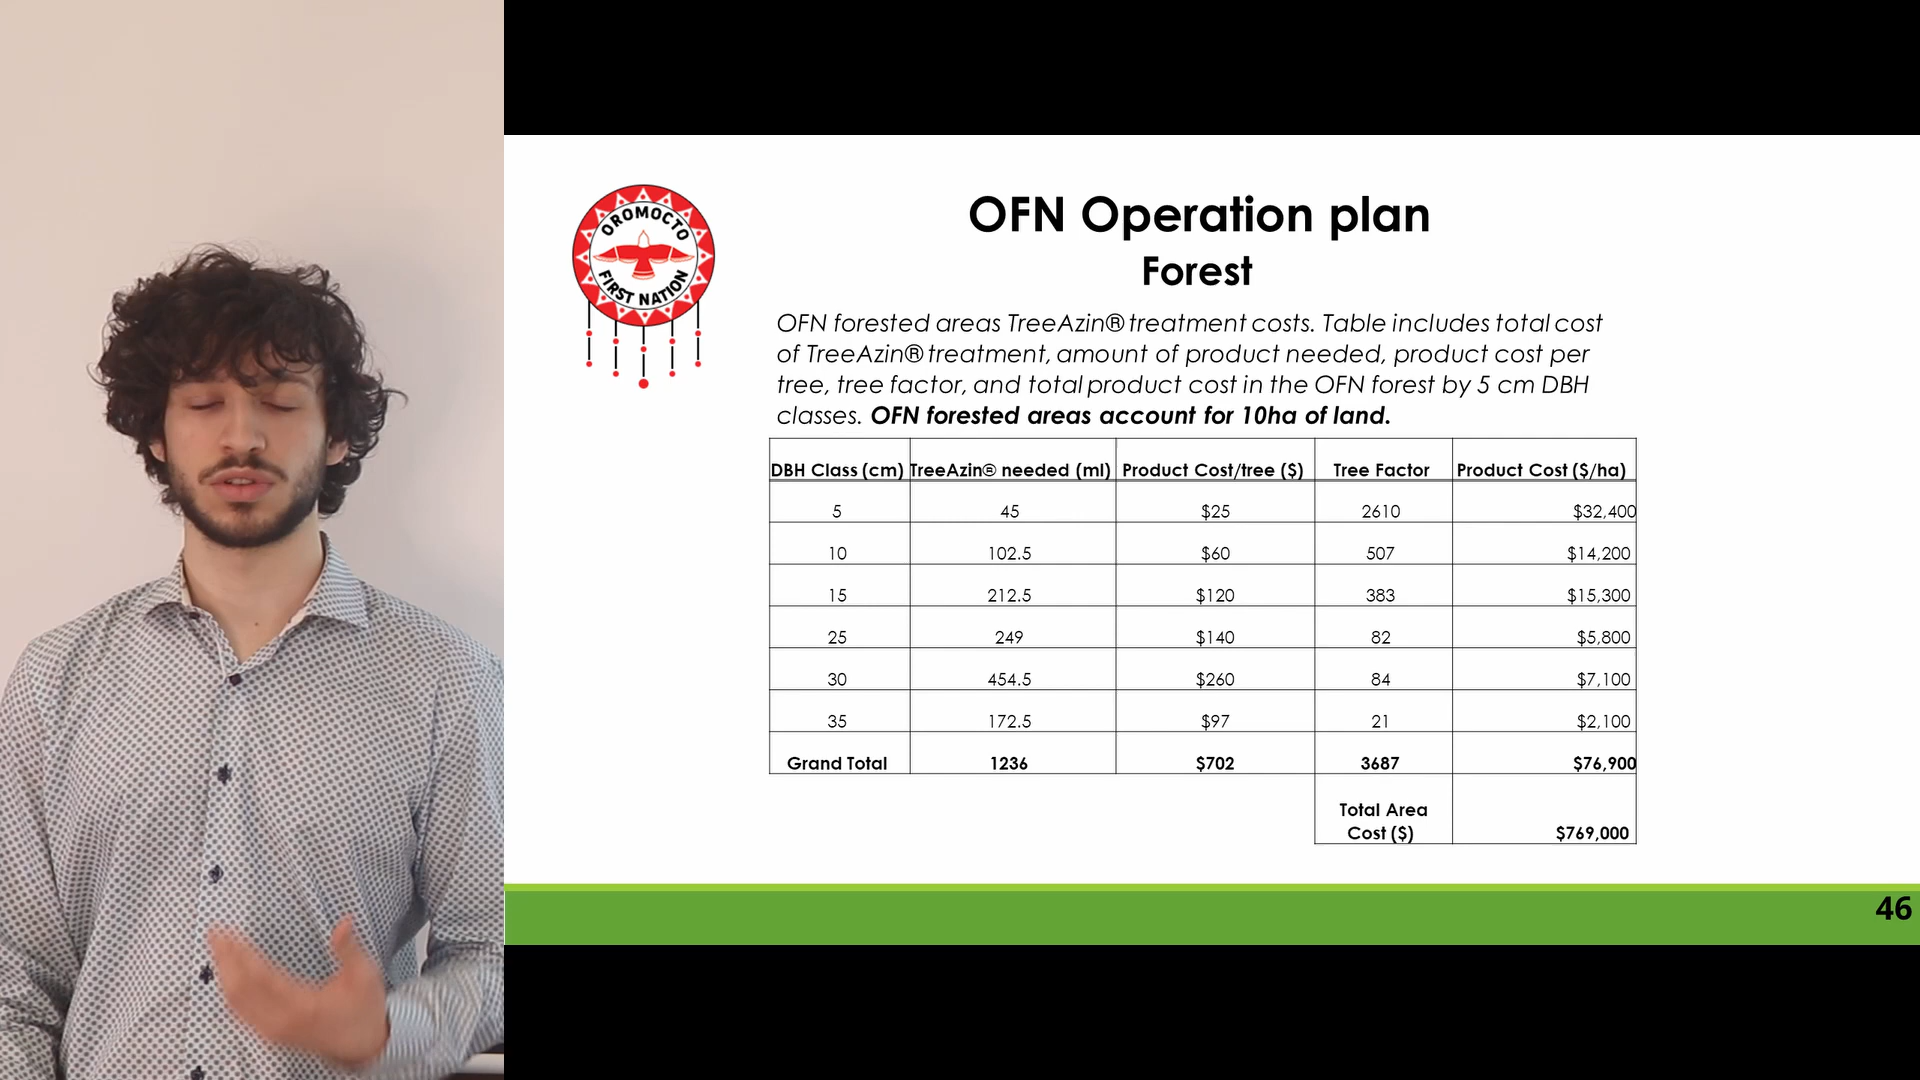 OROMOCTO
FIRST NATION
OFN Operation plan
Forest
OFN forested areas TreeAzin® treatment costs. Table includes total cost
of TreeAzin® treatment, amount of product needed, product cost per
tree, tree factor, and total product cost in the OFN forest by 5 cm DBH
classes. OFN forested areas account for 10ha of land.
DBH Class (cm) TreeAzin® needed (ml) Product Cost/tree ($) Tree Factor Product Cost ($/ha)
5 45 $25 2610 $32,400
10 102.5 $60 507 $14,200
15 212.5 $120 383 $15,300
25 249 $140 82 $5,800
30 454.5 $260 84 $7,100
35 172.5 $97 21 $2,100
Grand Total 1236 $702 3687 $76,900
Total Area
Cost ($) $769,000
46